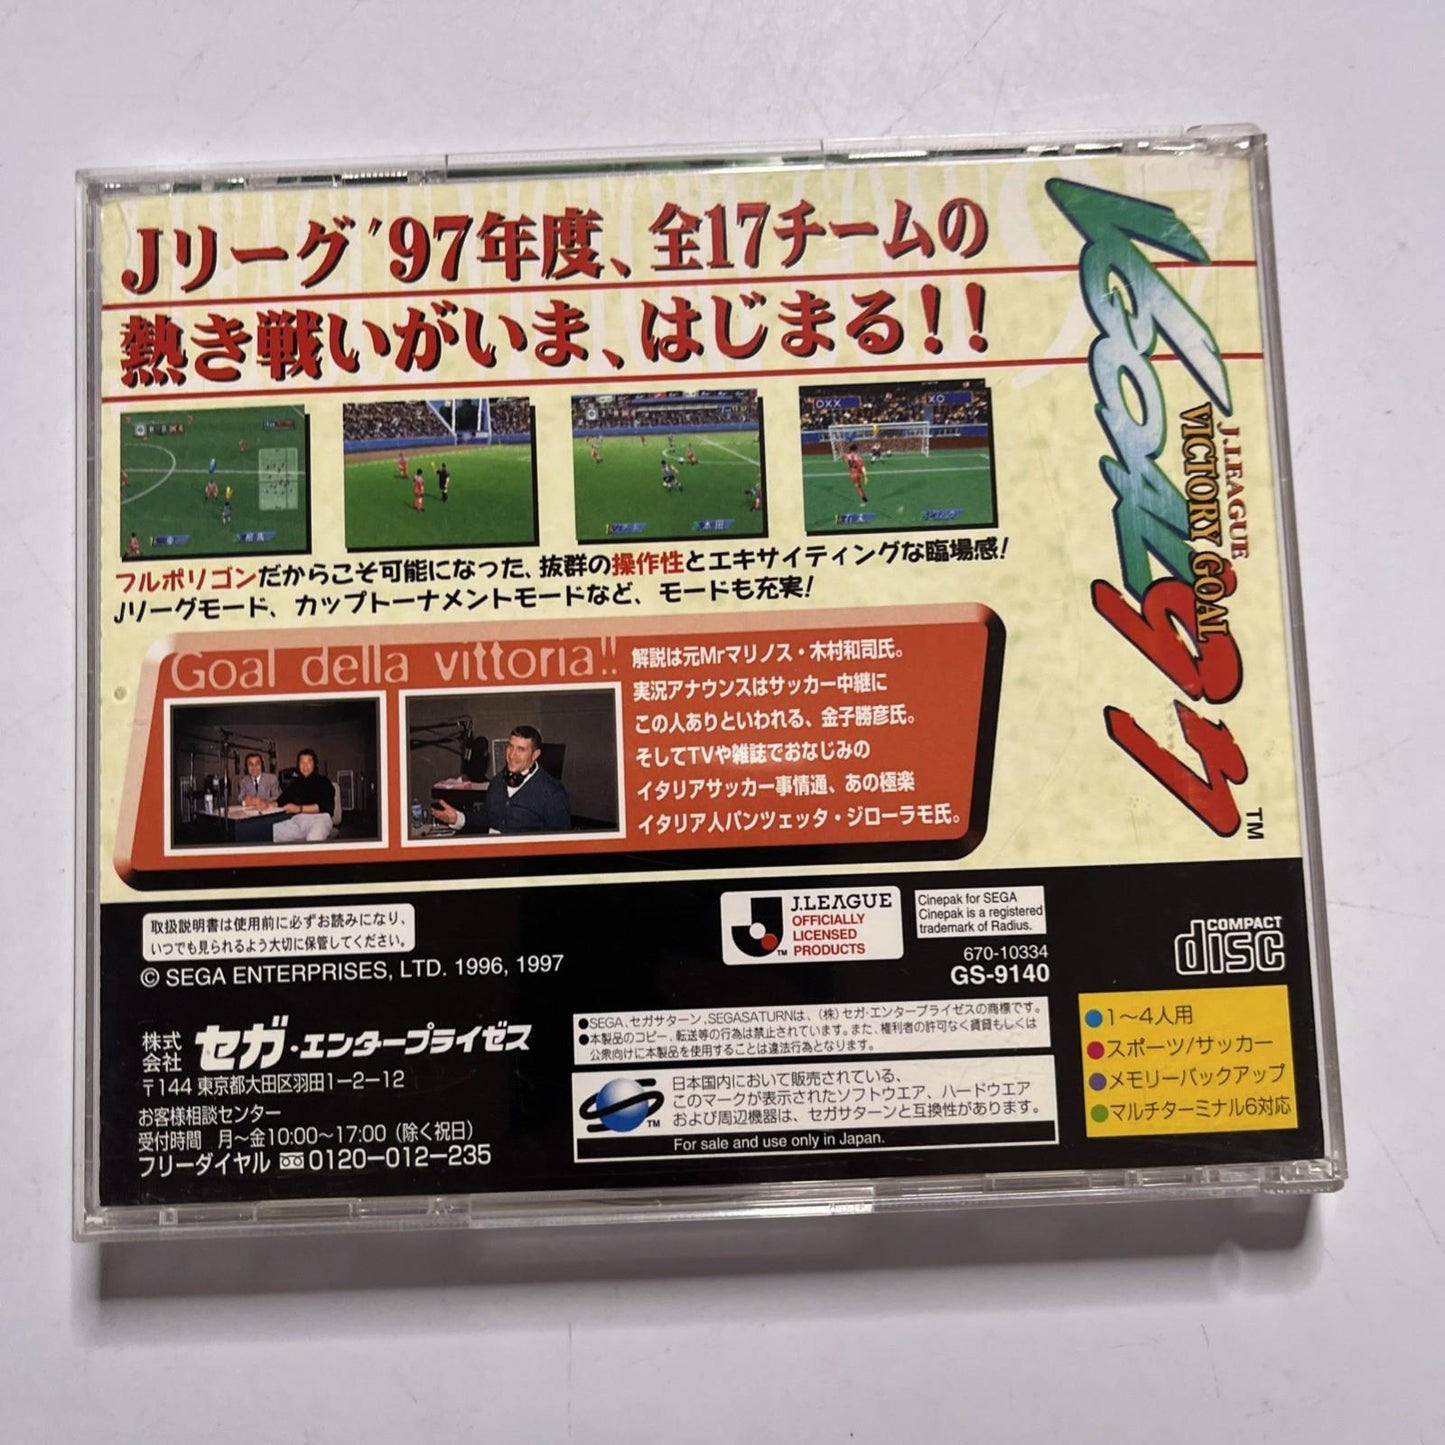 Jリーグ'97年度、全17チームの
熱き戦いがいま、はじまる!!
フルポリゴンだからこそ可能になった、抜群の操作性とエキサイティングな臨場感!
Jリーグモード、カップトーナメントモードなど、モードも充実!
Goal della vittoria!!
解説は元Mrマリノス・木村和司氏。
実況アナウンスはサッカー中継に
この人ありといわれる、金子勝彦氏。
そしてTVや雑誌でおなじみの
イタリアサッカー事情通、あの極楽
イタリア人パンツェッタ・ジローラモ氏。
J.LEAGUE
VICTORY GOAL
97
TM
取扱説明書は使用前に必ずお読みになり、
いつでも見られるよう大切に保管してください。
© SEGA ENTERPRISES, LTD. 1996, 1997
株式
会社
セガ・エンタープライゼス
〒144 東京都大田区羽田1-2-12
お客様相談センター
受付時間 月〜金10:00〜17:00(除く祝日)
フリーダイヤル 0120-012-235
J.LEAGUE
OFFICIALLY
LICENSED
PRODUCTS
TM
Cinepak for SEGA
Cinepak is a registered
trademark of Radius.
670-10334
GS-9140
COMPACT
disc
●SEGA、セガサターン、SEGASATURNは、(株)セガ・エンタープライゼスの商標です。
●本製品のコピー、転送等の行為は禁止されています。また、権利者の許可なく賃貸もしくは
公衆向けに本製品を使用することは違法行為となります。
TM
日本国内において販売されている、
このマークが表示されたソフトウエア、ハードウエア
および周辺機器は、セガサターンと互換性があります。
For sale and use only in Japan.
●1〜4人用
●スポーツ/サッカー
●メモリーバックアップ
●マルチターミナル6対応